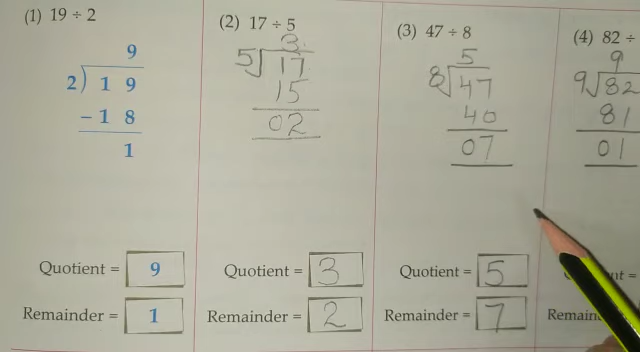 (1) 19 ÷ 2
9
2) 1 9
− 1 8
1
Quotient = 9
Remainder = 1
(2) 17 ÷ 5
3
5) 17
15
02
Quotient = 3
Remainder = 2
(3) 47 ÷ 8
5
8) 47
40
07
Quotient = 5
Remainder = 7
(4) 82 ÷
9
9) 82
81
01